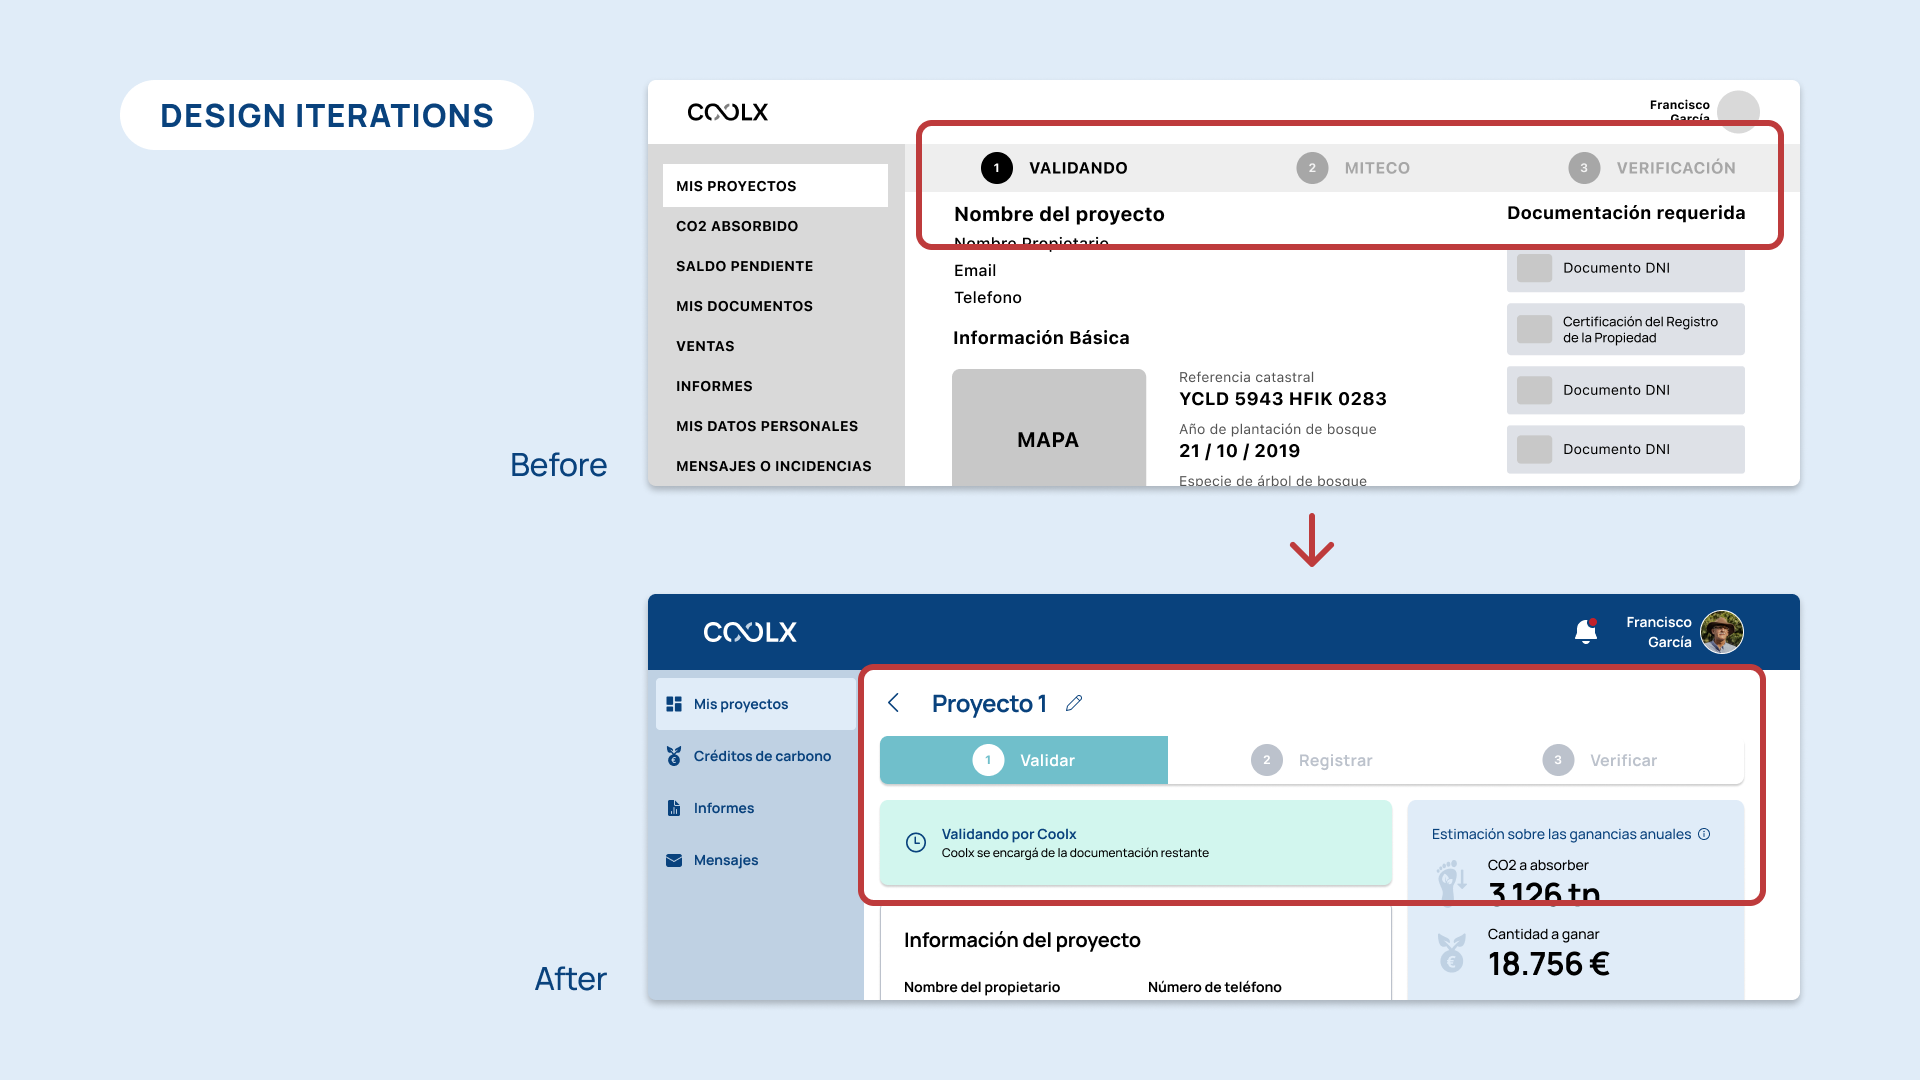 DESIGN ITERATIONS
Before
COOLX
Francisco
García
MIS PROYECTOS
CO2 ABSORBIDO
SALDO PENDIENTE
MIS DOCUMENTOS
VENTAS
INFORMES
MIS DATOS PERSONALES
MENSAJES O INCIDENCIAS
1 VALIDANDO
2 MITECO
3 VERIFICACIÓN
Nombre del proyecto
Nombre Propietario
Email
Telefono
Información Básica
MAPA
Referencia catastral
YCLD 5943 HFIK 0283
Año de plantación de bosque
21 / 10 / 2019
Especie de árbol de bosque
Documentación requerida
Documento DNI
Certificación del Registro
de la Propiedad
Documento DNI
Documento DNI
After
COOLX
Francisco
García
Mis proyectos
Créditos de carbono
Informes
Mensajes
Proyecto 1
1 Validar
2 Registrar
3 Verificar
Validando por Coolx
Coolx se encargá de la documentación restante
Información del proyecto
Nombre del propietario
Número de teléfono
Estimación sobre las ganancias anuales
CO2 a absorber
3.126 tn
Cantidad a ganar
18.756 €